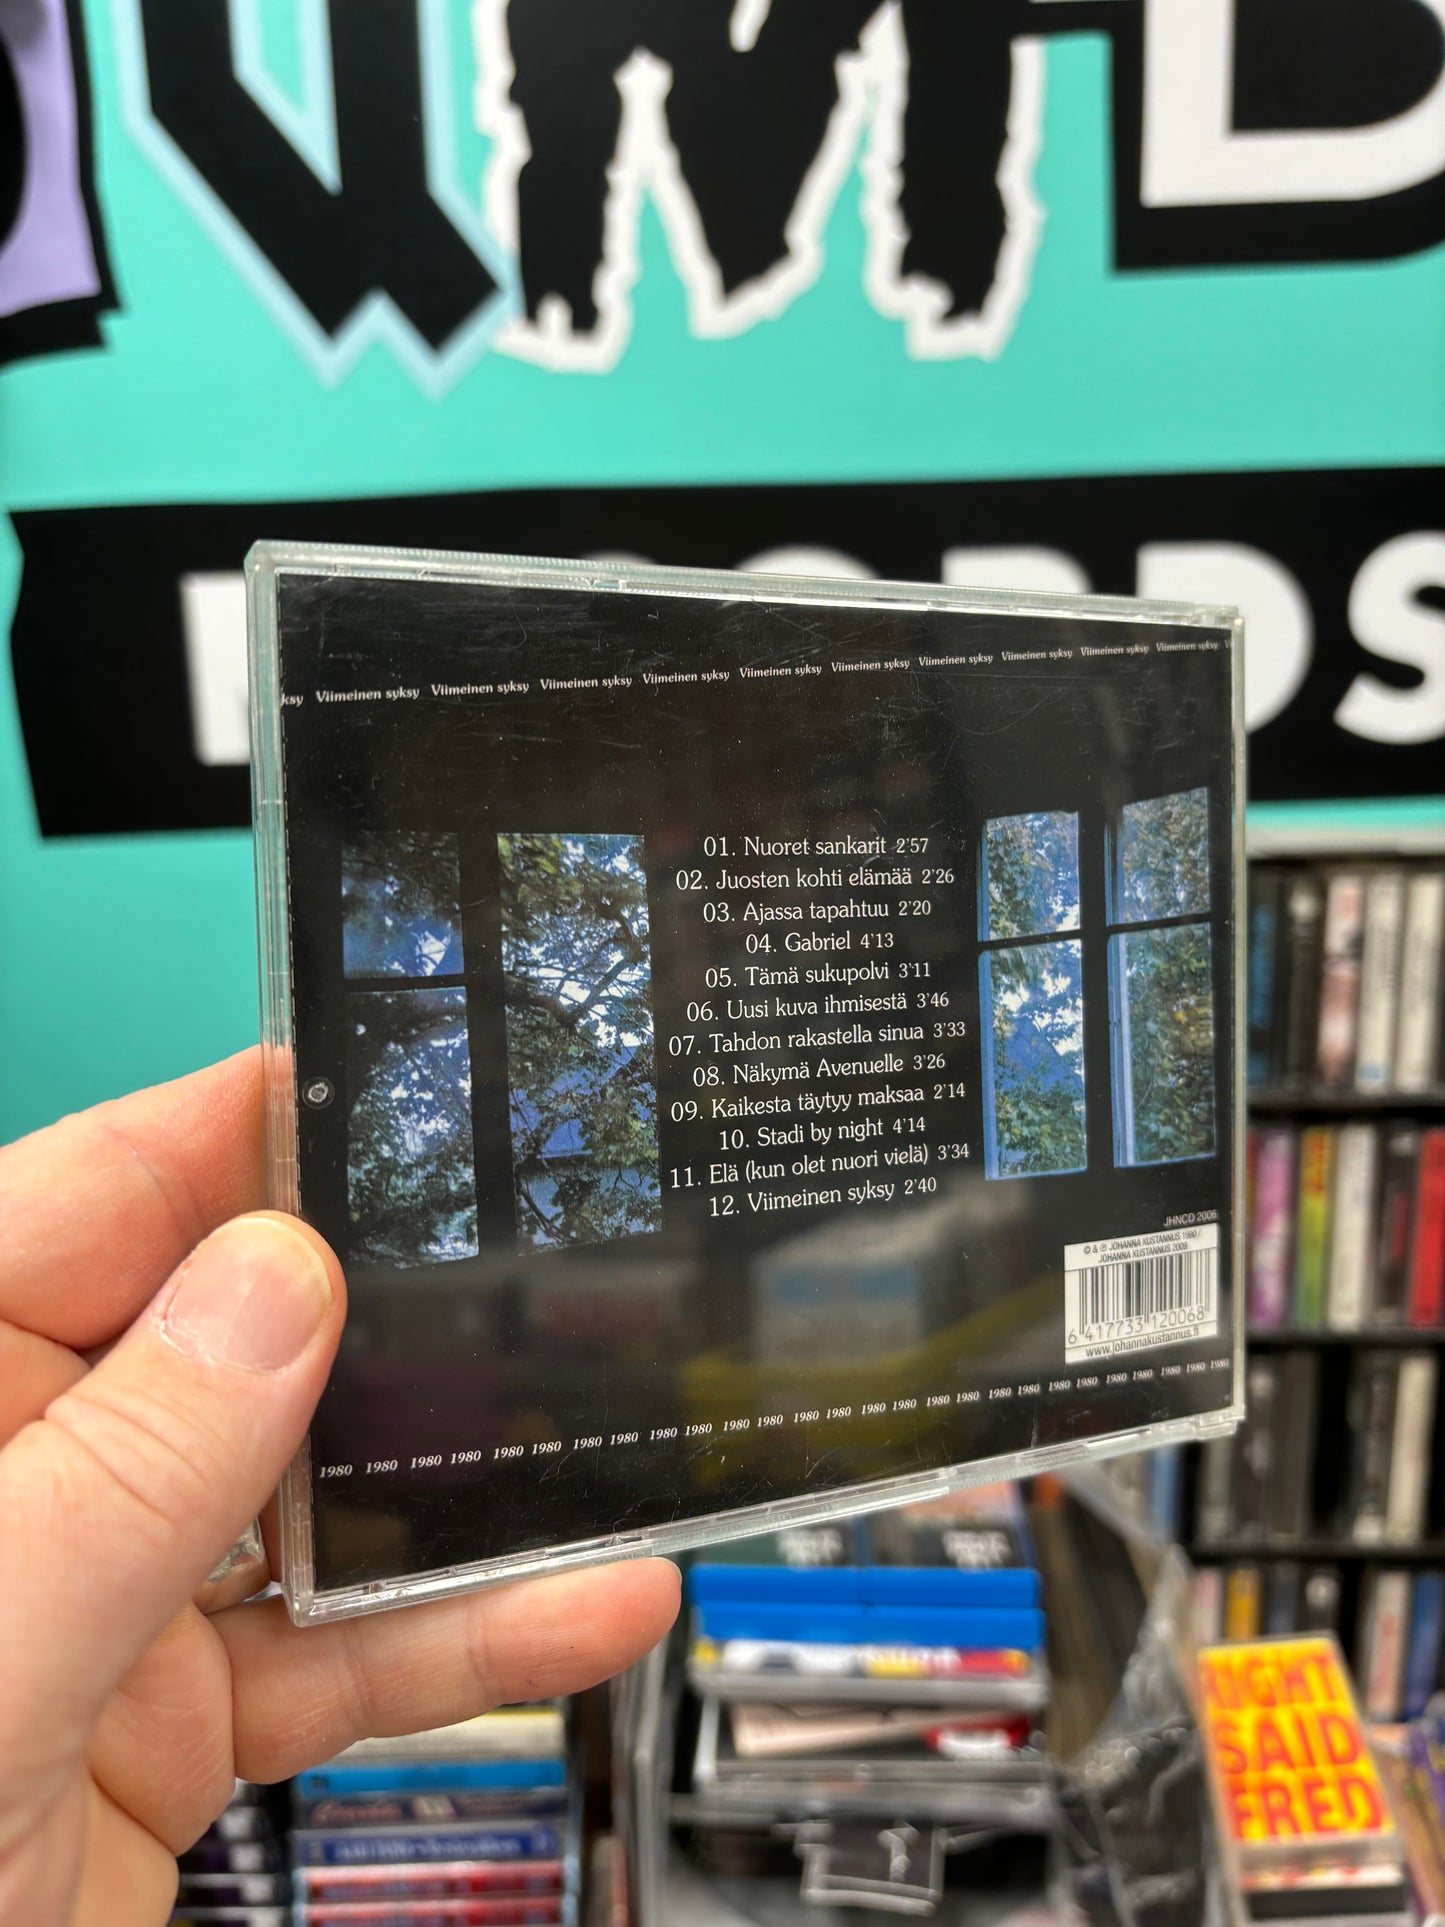 ksy Viimeinen syksy Viimeinen syksy Viimeinen syksy Viimeinen syksy Viimeinen syksy Viimeinen syksy Viimeinen syksy Viimeinen syksy Viimeinen syksy Viimeinen syksy
01. Nuoret sankarit 2'57
02. Juosten kohti elämää 2'26
03. Ajassa tapahtuu 2'20
04. Gabriel 4'13
05. Tämä sukupolvi 3'11
06. Uusi kuva ihmisestä 3'46
07. Tahdon rakastella sinua 3'33
08. Näkymä Avenuelle 3'26
09. Kaikesta täytyy maksaa 2'14
10. Stadi by night 4'14
11. Elä (kun olet nuori vielä) 3'34
12. Viimeinen syksy 2'40
JHNCD 2006
© & ℗ JOHANNA KUSTANNUS 1980 /
JOHANNA KUSTANNUS 2009
6 417733 120068
www.johannakustannus.fi
1980 1980 1980 1980 1980 1980 1980 1980 1980 1980 1980 1980 1980 1980 1980 1980 1980 1980 1980 1980 1980 1980 1980 1980 1980 1980
RIGHT
SAID
FRED